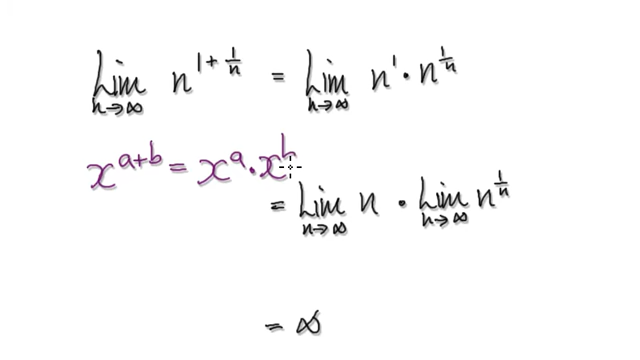 lim n→∞ n^{1+1/n} = lim n→∞ n^1 · n^{1/n}
x^{a+b} = x^a · x^b
= lim n→∞ n · lim n→∞ n^{1/n}
= ∞